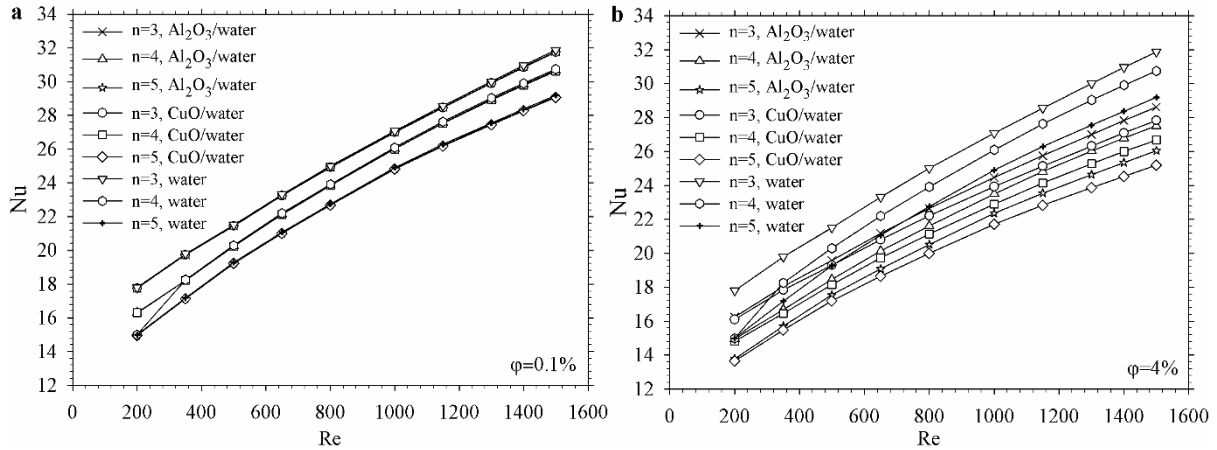 a
34
32
30
28
26
24
22
20
18
16
14
12
Nu
n=3, Al₂O₃/water
n=4, Al₂O₃/water
n=5, Al₂O₃/water
n=3, CuO/water
n=4, CuO/water
n=5, CuO/water
n=3, water
n=4, water
n=5, water
φ=0.1%
0 200 400 600 800 1000 1200 1400 1600
Re
b
34
32
30
28
26
24
22
20
18
16
14
12
Nu
n=3, Al₂O₃/water
n=4, Al₂O₃/water
n=5, Al₂O₃/water
n=3, CuO/water
n=4, CuO/water
n=5, CuO/water
n=3, water
n=4, water
n=5, water
φ=4%
0 200 400 600 800 1000 1200 1400 1600
Re